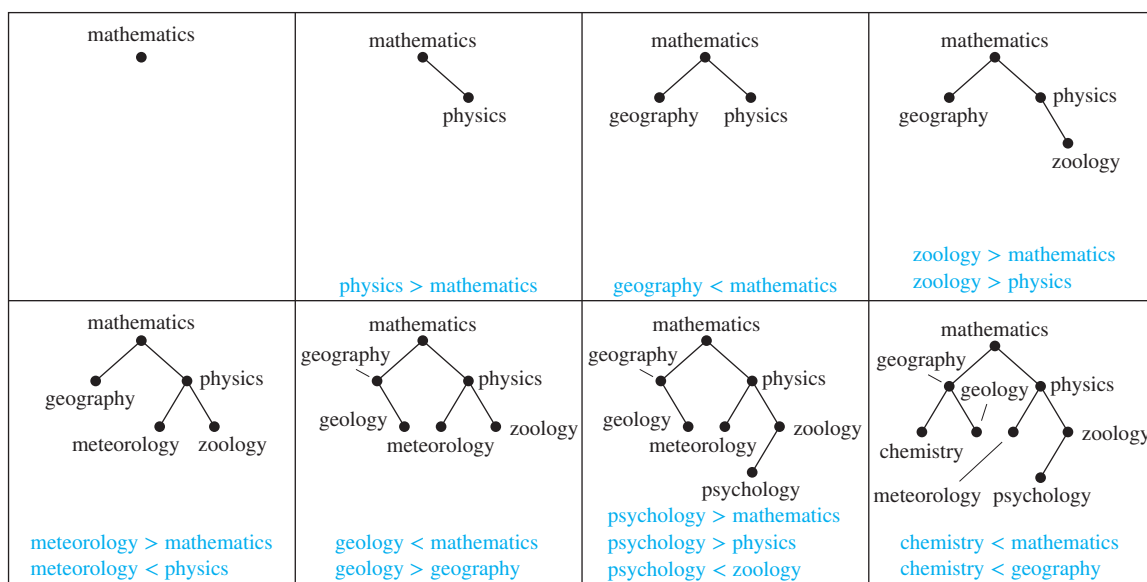 mathematics
mathematics
physics
physics > mathematics
mathematics
geography physics
geography < mathematics
mathematics
physics
geography
zoology
zoology > mathematics
zoology > physics
mathematics
physics
geography
meteorology zoology
meteorology > mathematics
meteorology < physics
mathematics
geography
physics
geology
meteorology zoology
geology < mathematics
geology > geography
mathematics
geography
physics
geology
zoology
meteorology
psychology
psychology > mathematics
psychology > physics
psychology < zoology
mathematics
geography
geology physics
zoology
chemistry
meteorology psychology
chemistry < mathematics
chemistry < geography